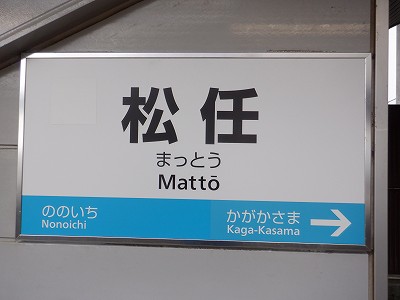 松任
まっとう
Mattō
ののいち
Nonoichi
かがかさま
Kaga-Kasama